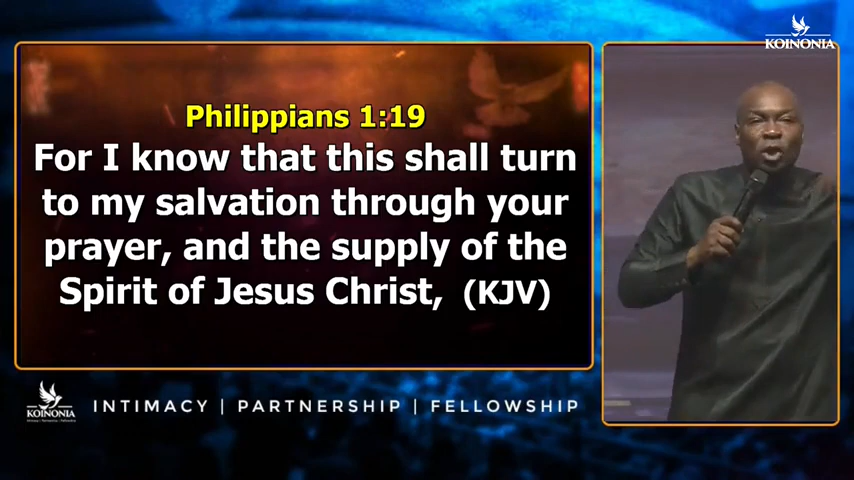 KOINONIA
Philippians 1:19
For I know that this shall turn
to my salvation through your
prayer, and the supply of the
Spirit of Jesus Christ, (KJV)
KOINONIA
INTIMACY | PARTNERSHIP | FELLOWSHIP